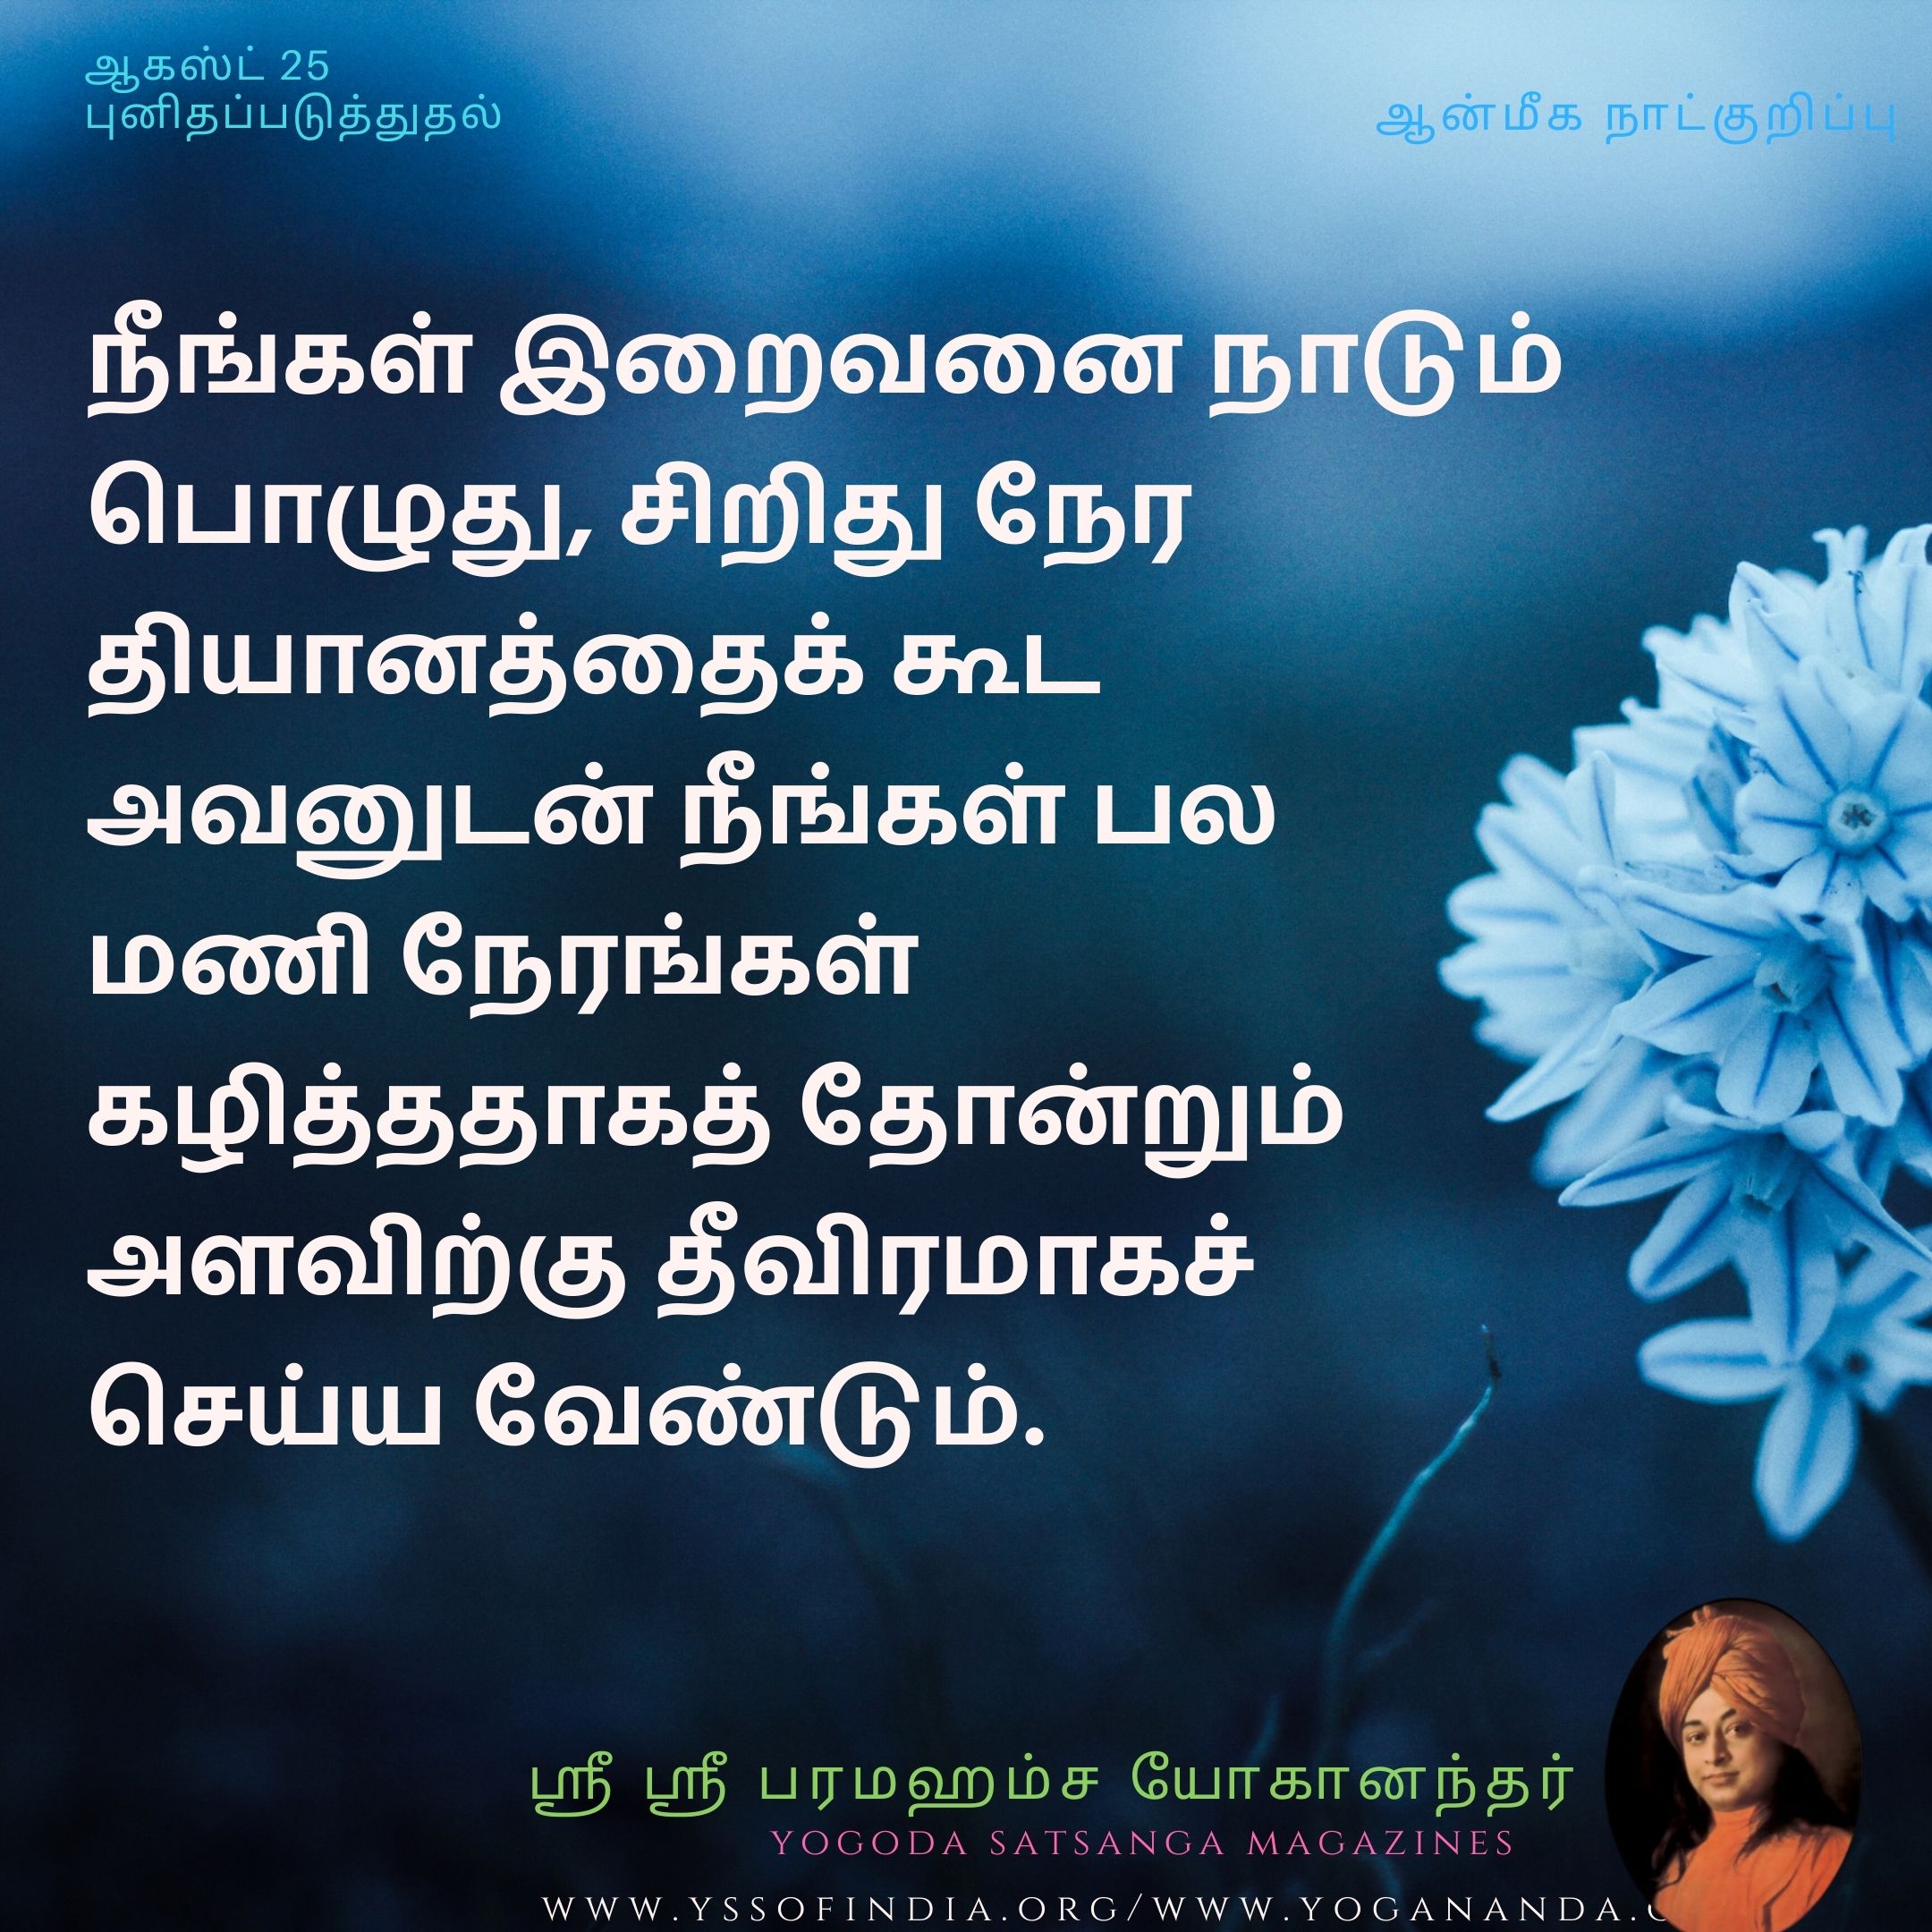 ஆகஸ்ட் 25
புனிதப்படுத்துதல்
ஆன்மீக நாட்குறிப்பு
நீங்கள் இறைவனை நாடும்
பொழுது, சிறிது நேர
தியானத்தைக் கூட
அவனுடன் நீங்கள் பல
மணி நேரங்கள்
கழித்ததாகத் தோன்றும்
அளவிற்கு தீவிரமாகச்
செய்ய வேண்டும்.
ஸ்ரீ ஸ்ரீ பரமஹம்ச யோகானந்தர்
YOGODA SATSANGA MAGAZINES
WWW.YSSOFINDIA.ORG/WWW.YOGANANDA.